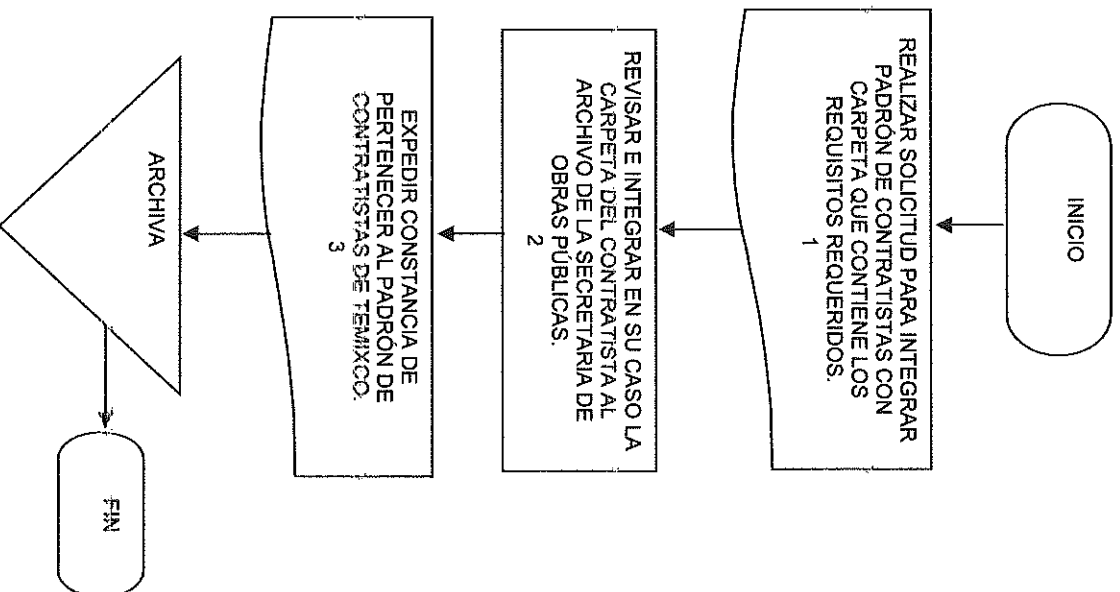 INICIO
REALIZAR SOLICITUD PARA INTEGRAR
PADRÓN DE CONTRATISTAS CON
CARPETA QUE CONTIENE LOS
REQUISITOS REQUERIDOS.
1
REVISAR E INTEGRAR EN SU CASO LA
CARPETA DEL CONTRATISTA AL
ARCHIVO DE LA SECRETARIA DE
OBRAS PÚBLICAS.
2
EXPEDIR CONSTANCIA DE
PERTENECER AL PADRÓN DE
CONTRATISTAS DE TEMIXCO.
3
ARCHIVA
FIN